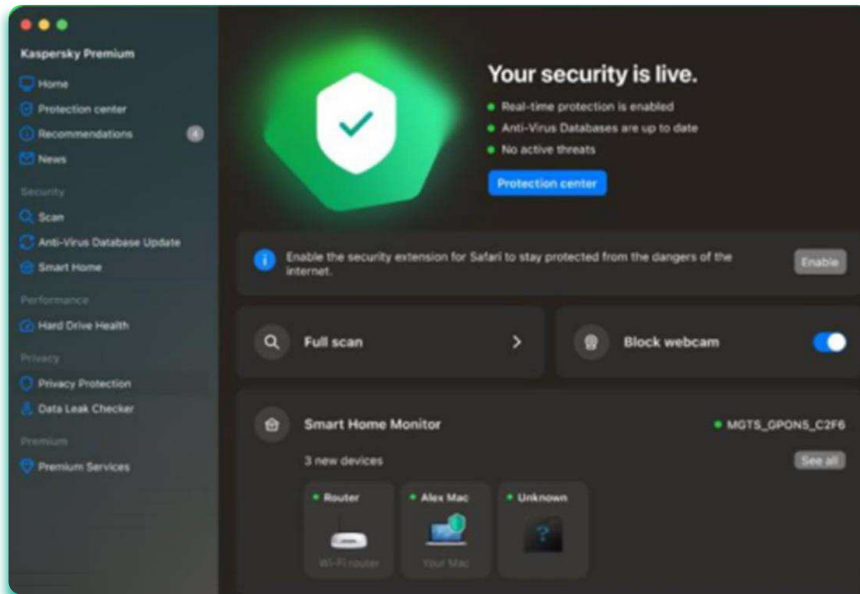 Kaspersky Premium
Home
Protection center
Recommendations
4
News
Security
Scan
Anti-Virus Database Update
Smart Home
Performance
Hard Drive Health
Privacy
Privacy Protection
Data Leak Checker
Premium
Premium Services
Your security is live.
Real-time protection is enabled
Anti-Virus Databases are up to date
No active threats
Protection center
Enable the security extension for Safari to stay protected from the dangers of the
internet.
Enable
Full scan
Block webcam
Smart Home Monitor
MGTS_GPON5_C2F6
3 new devices
See all
Router
Wi-Fi router
Alex Mac
Your Mac
Unknown
?